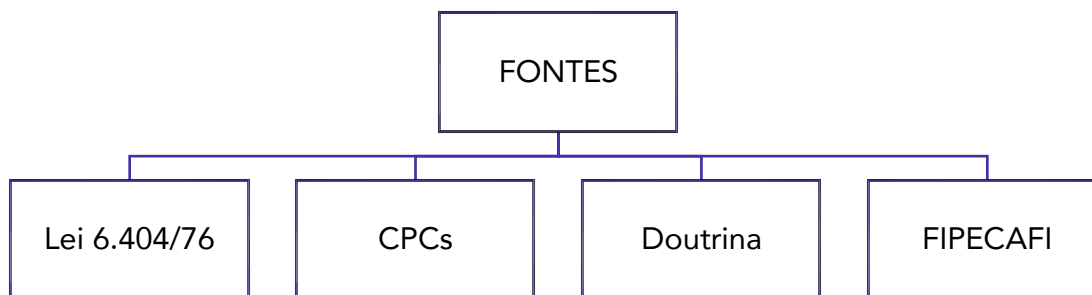 FONTES
Lei 6.404/76
CPCs
Doutrina
FIPECAFI